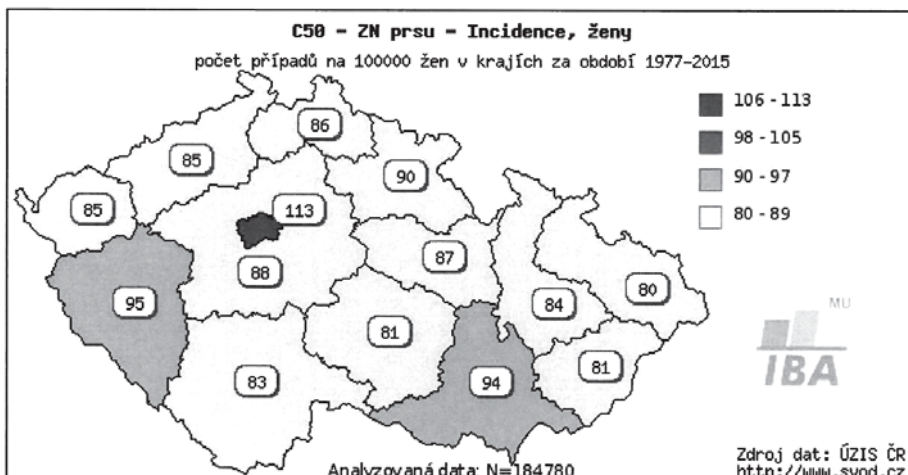 C50 - ZN prsu - Incidence, ženy
počet případů na 100000 žen v krajích za období 1977-2015
106 - 113
98 - 105
90 - 97
80 - 89
86
85
90
85
113
88
87
95
84
80
81
81
83
94
MU
IBA
Analyzovaná data: N=184780
Zdroj dat: ÚZIS ČR
http://www.svod.cz